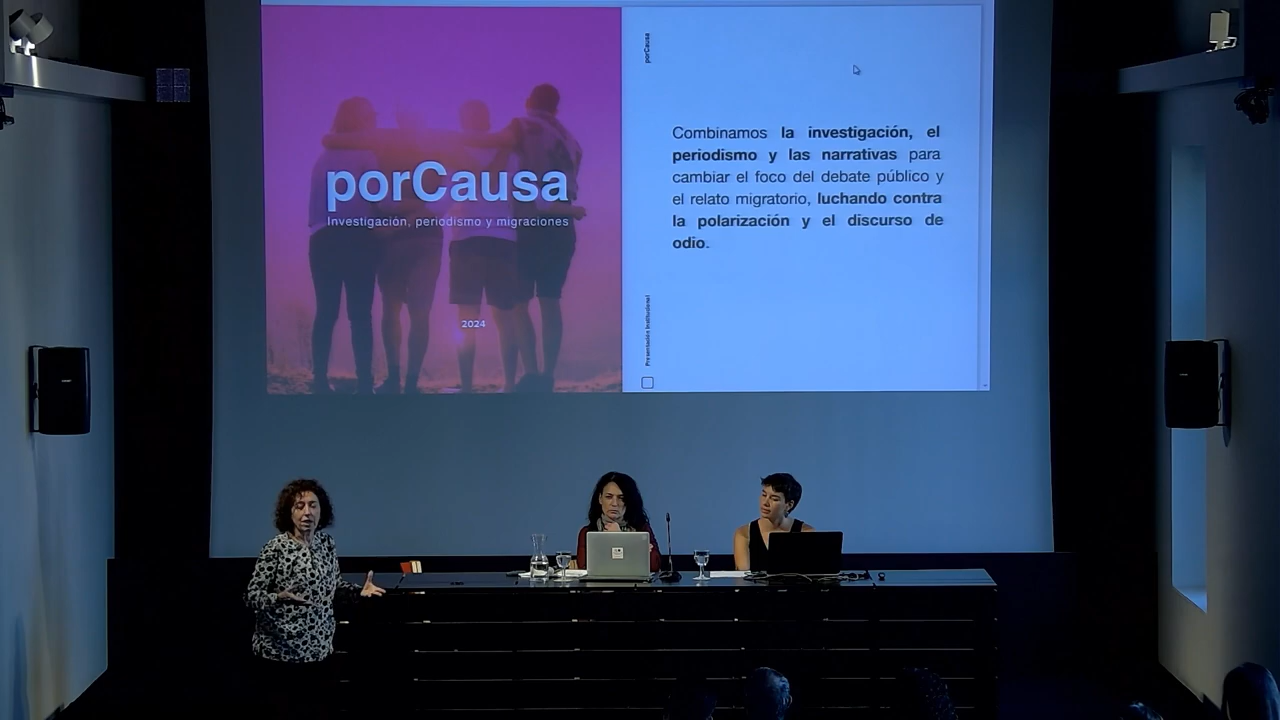 porCausa
Investigación, periodismo y migraciones
2024
porCausa
Combinamos la investigación, el
periodismo y las narrativas para
cambiar el foco del debate público y
el relato migratorio, luchando contra
la polarización y el discurso de
odio.
Presentación Institucional